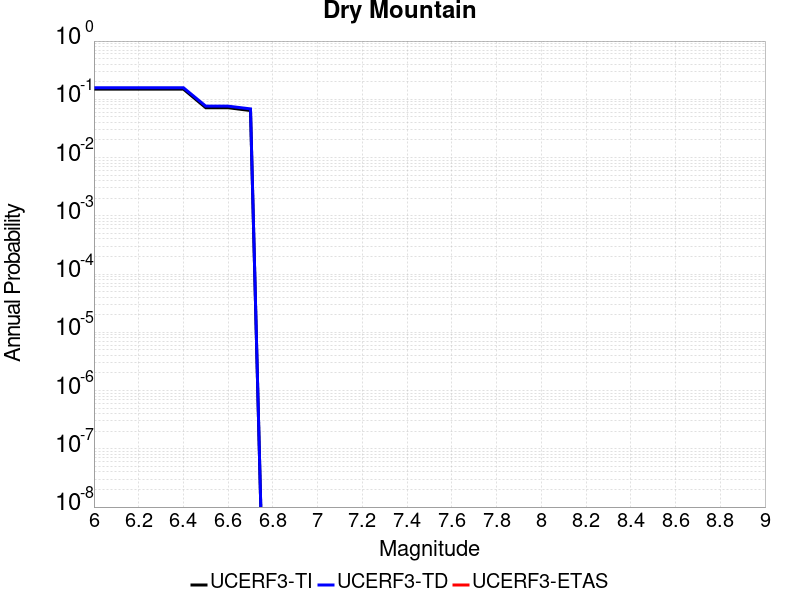 Dry Mountain
Annual Probability
10^0
10^-1
10^-2
10^-3
10^-4
10^-5
10^-6
10^-7
10^-8
6 6.2 6.4 6.6 6.8 7 7.2 7.4 7.6 7.8 8 8.2 8.4 8.6 8.8 9
Magnitude
UCERF3-TI UCERF3-TD UCERF3-ETAS